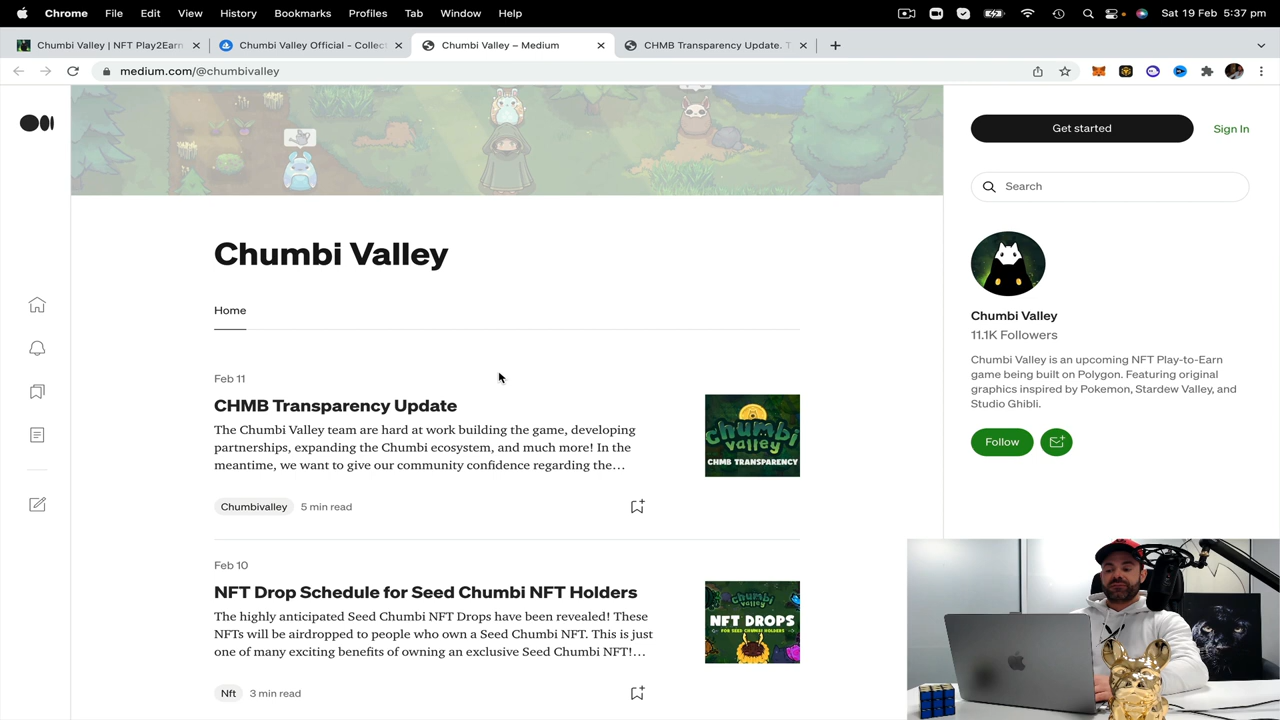 Chrome File Edit View History Bookmarks Profiles Tab Window Help Sat 19 Feb 5:37 pm
Chumbi Valley | NFT Play2Earn
Chumbi Valley Official - Collec
Chumbi Valley – Medium
CHMB Transparency Update. T
medium.com/@chumbivalley
Get started
Sign In
Search
Chumbi Valley
Home
Chumbi Valley
11.1K Followers
Chumbi Valley is an upcoming NFT Play-to-Earn
game being built on Polygon. Featuring original
graphics inspired by Pokemon, Stardew Valley, and
Studio Ghibli.
Follow
Feb 11
CHMB Transparency Update
The Chumbi Valley team are hard at work building the game, developing
partnerships, expanding the Chumbi ecosystem, and much more! In the
meantime, we want to give our community confidence regarding the…
Chumbivalley 5 min read
Chumbi
Valley
CHMB TRANSPARENCY
Feb 10
NFT Drop Schedule for Seed Chumbi NFT Holders
The highly anticipated Seed Chumbi NFT Drops have been revealed! These
NFTs will be airdropped to people who own a Seed Chumbi NFT. This is just
one of many exciting benefits of owning an exclusive Seed Chumbi NFT!…
Nft 3 min read
chumbi
valley
NFT DROPS
FOR SEED CHUMBI HOLDERS